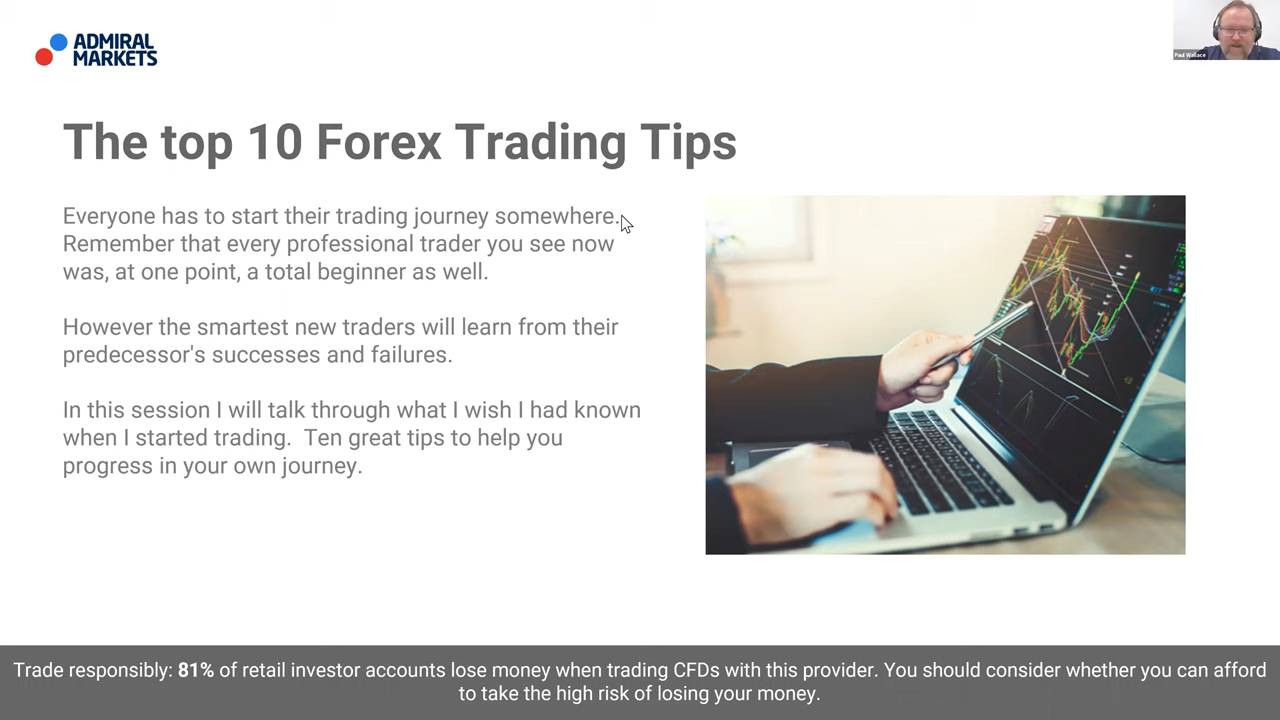 ADMIRAL
MARKETS
Paul Wallace
The top 10 Forex Trading Tips
Everyone has to start their trading journey somewhere.
Remember that every professional trader you see now
was, at one point, a total beginner as well.
However the smartest new traders will learn from their
predecessor's successes and failures.
In this session I will talk through what I wish I had known
when I started trading.  Ten great tips to help you
progress in your own journey.
Trade responsibly: 81% of retail investor accounts lose money when trading CFDs with this provider. You should consider whether you can afford
to take the high risk of losing your money.